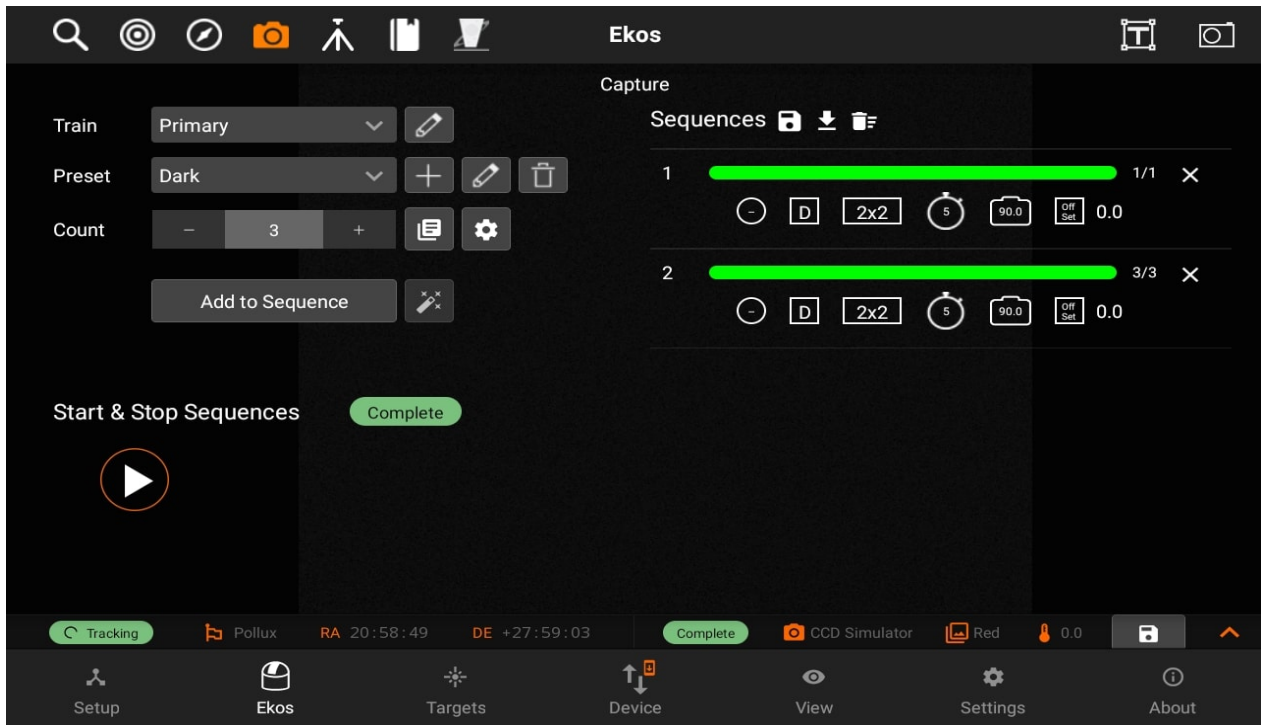 Ekos
T
Capture
Train Primary
Sequences
Preset Dark
1 1/1
- D 2x2 5 90.0 Off Set 0.0
Count - 3 +
2 3/3
- D 2x2 5 90.0 Off Set 0.0
Add to Sequence
Start & Stop Sequences Complete
Tracking Pollux RA 20:58:49 DE +27:59:03 Complete CCD Simulator Red 0.0
Setup Ekos Targets Device View Settings About